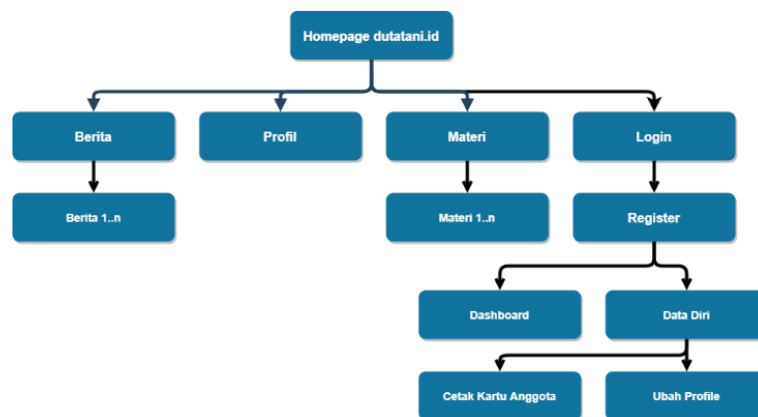 Homepage dutatani.id
Berita
Profil
Materi
Login
Berita 1..n
Materi 1..n
Register
Dashboard
Data Diri
Cetak Kartu Anggota
Ubah Profile